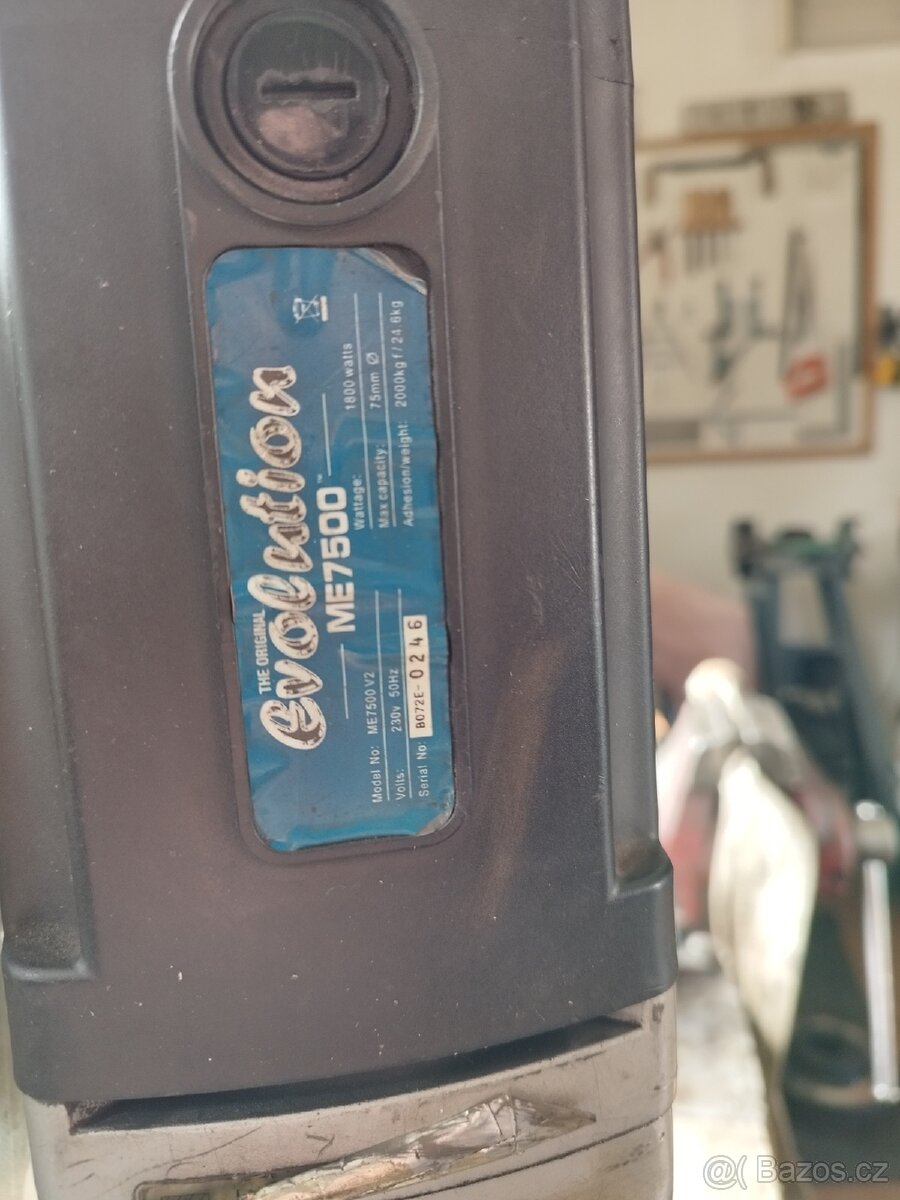 THE ORIGINAL
Evolution
ME7500™
Model No: ME7500 V2
Volts: 230v 50Hz
Serial No: B072E-0246
Wattage: 1800 watts
Max capacity: 75mm Ø
Adhesion/weight: 2000kg f/24.6kg
@( Bazos.cz